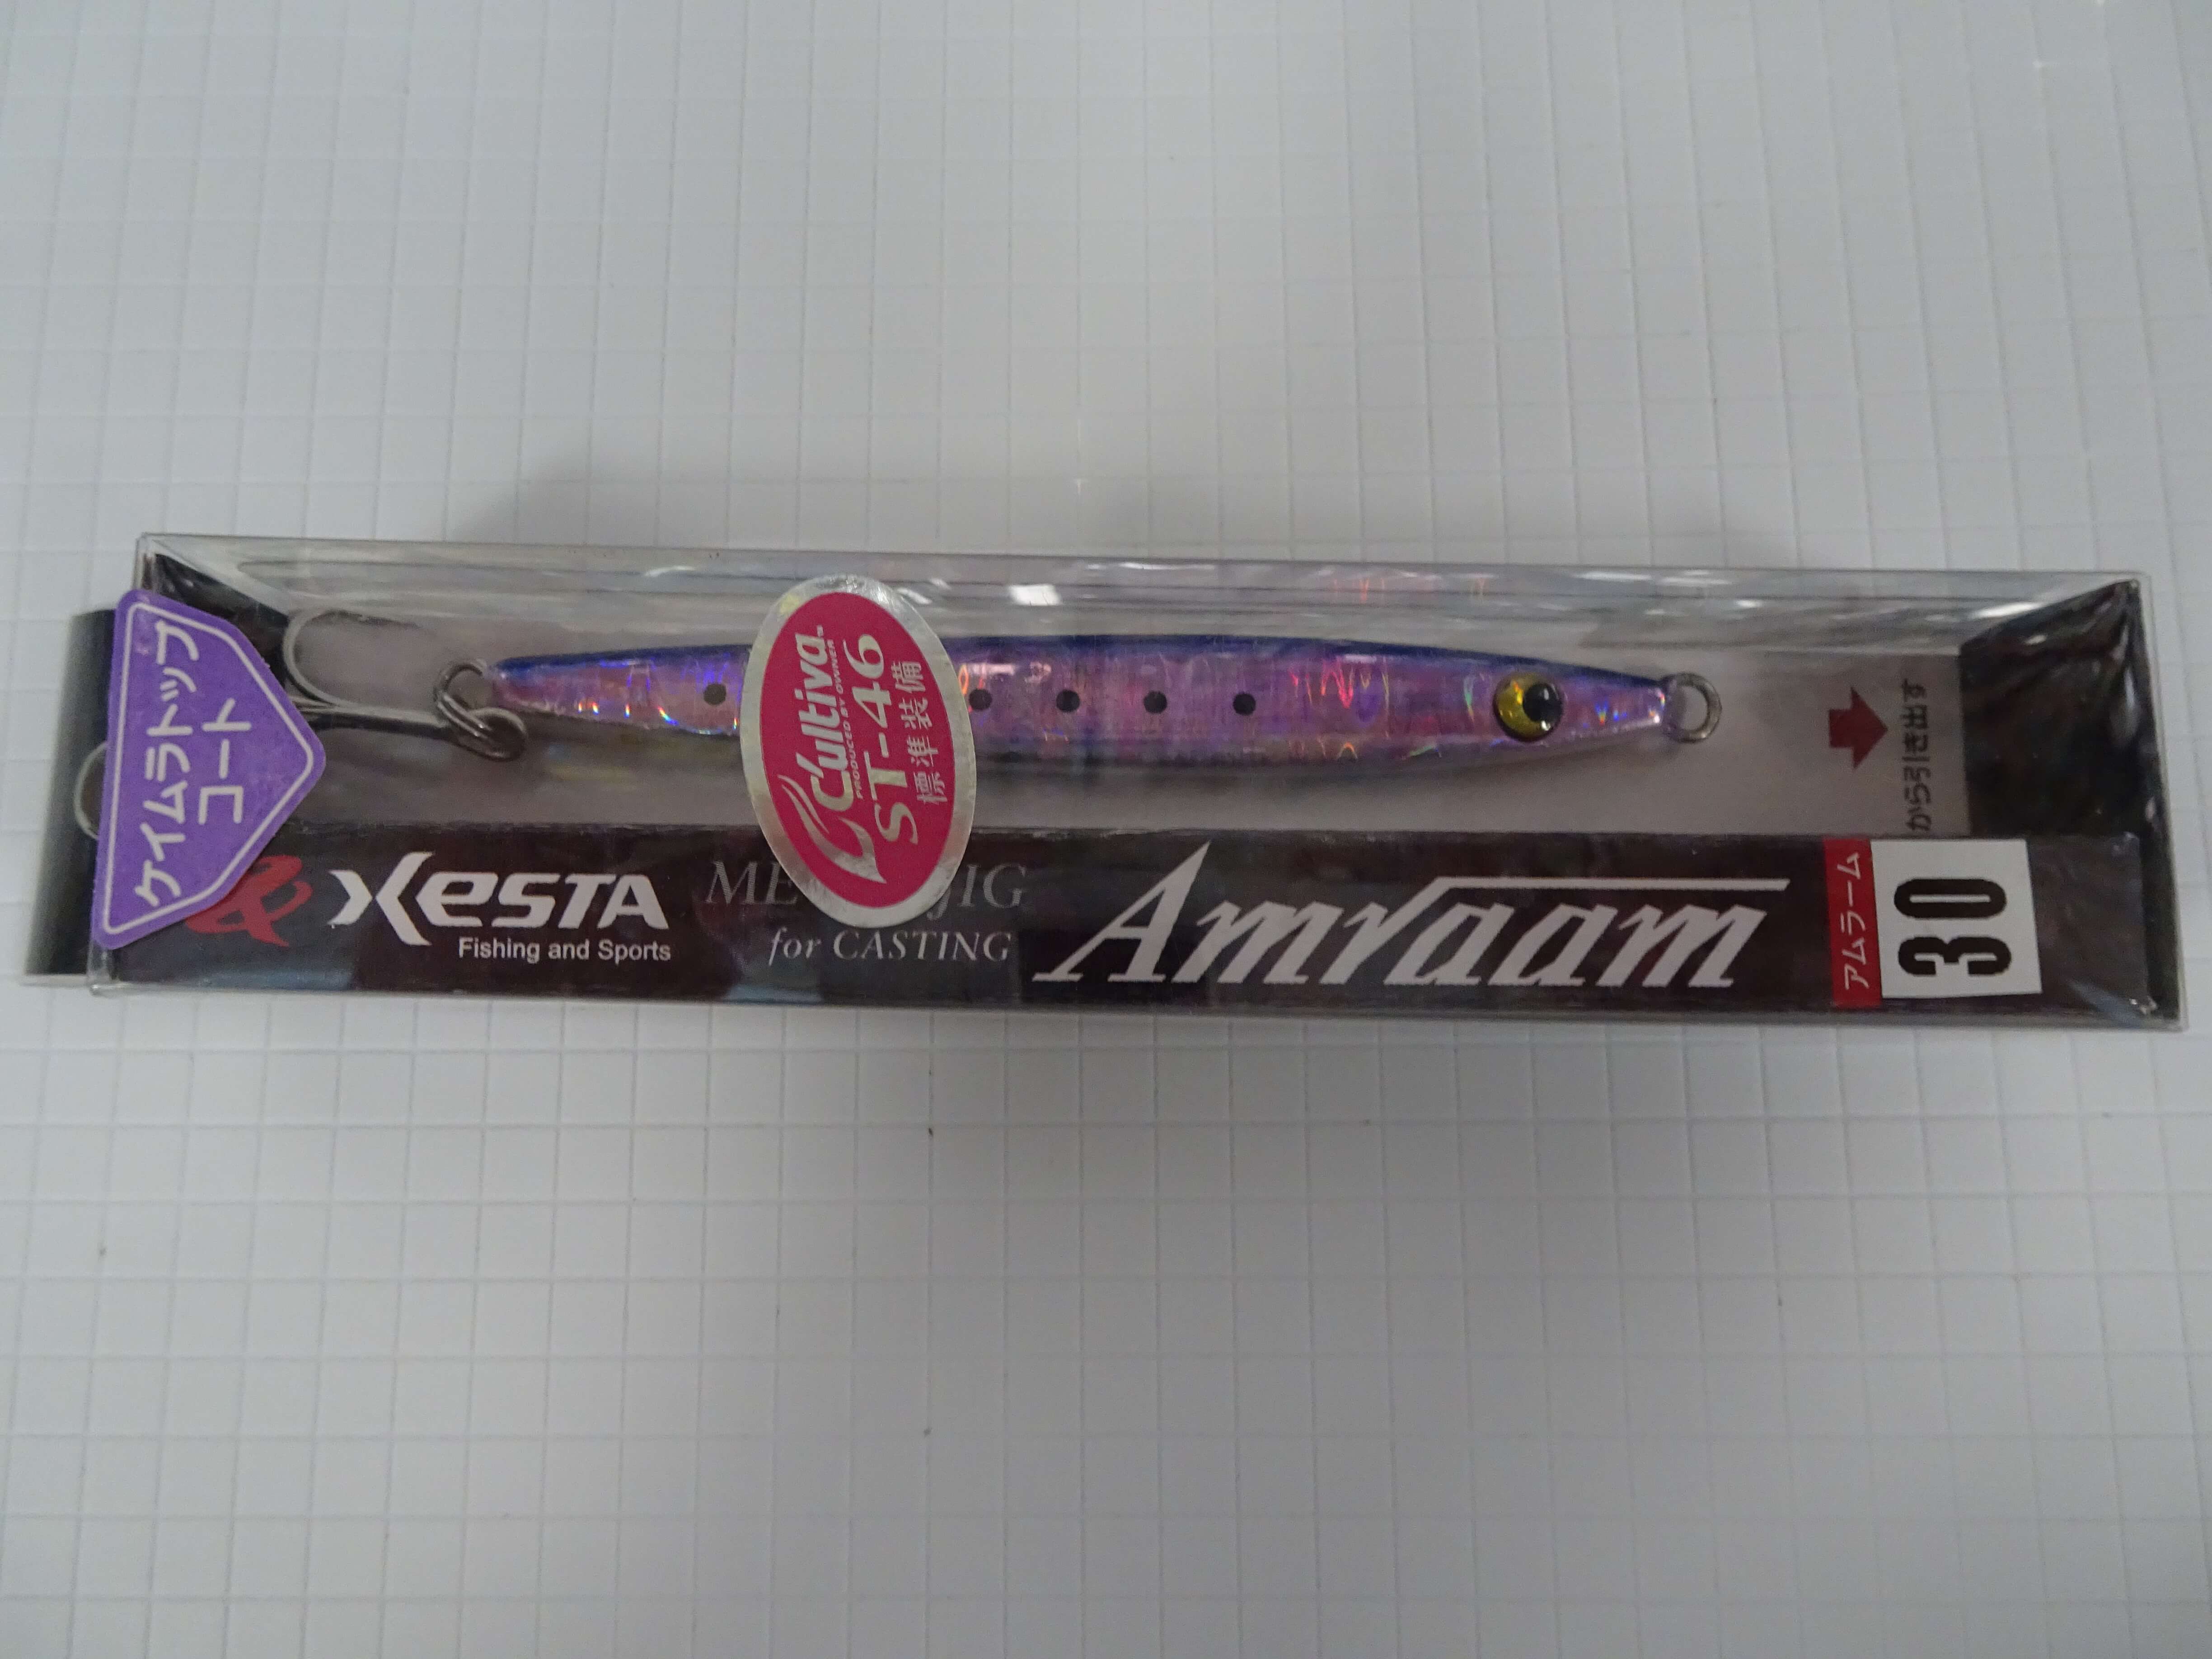 ケイムラトップ
コート
C'ultiva
PRODUCED BY OWNER
ST-46
標準装備
XESTA
Fishing and Sports
JIG
for CASTING
Amraam
アムラーム
30
から引き出す